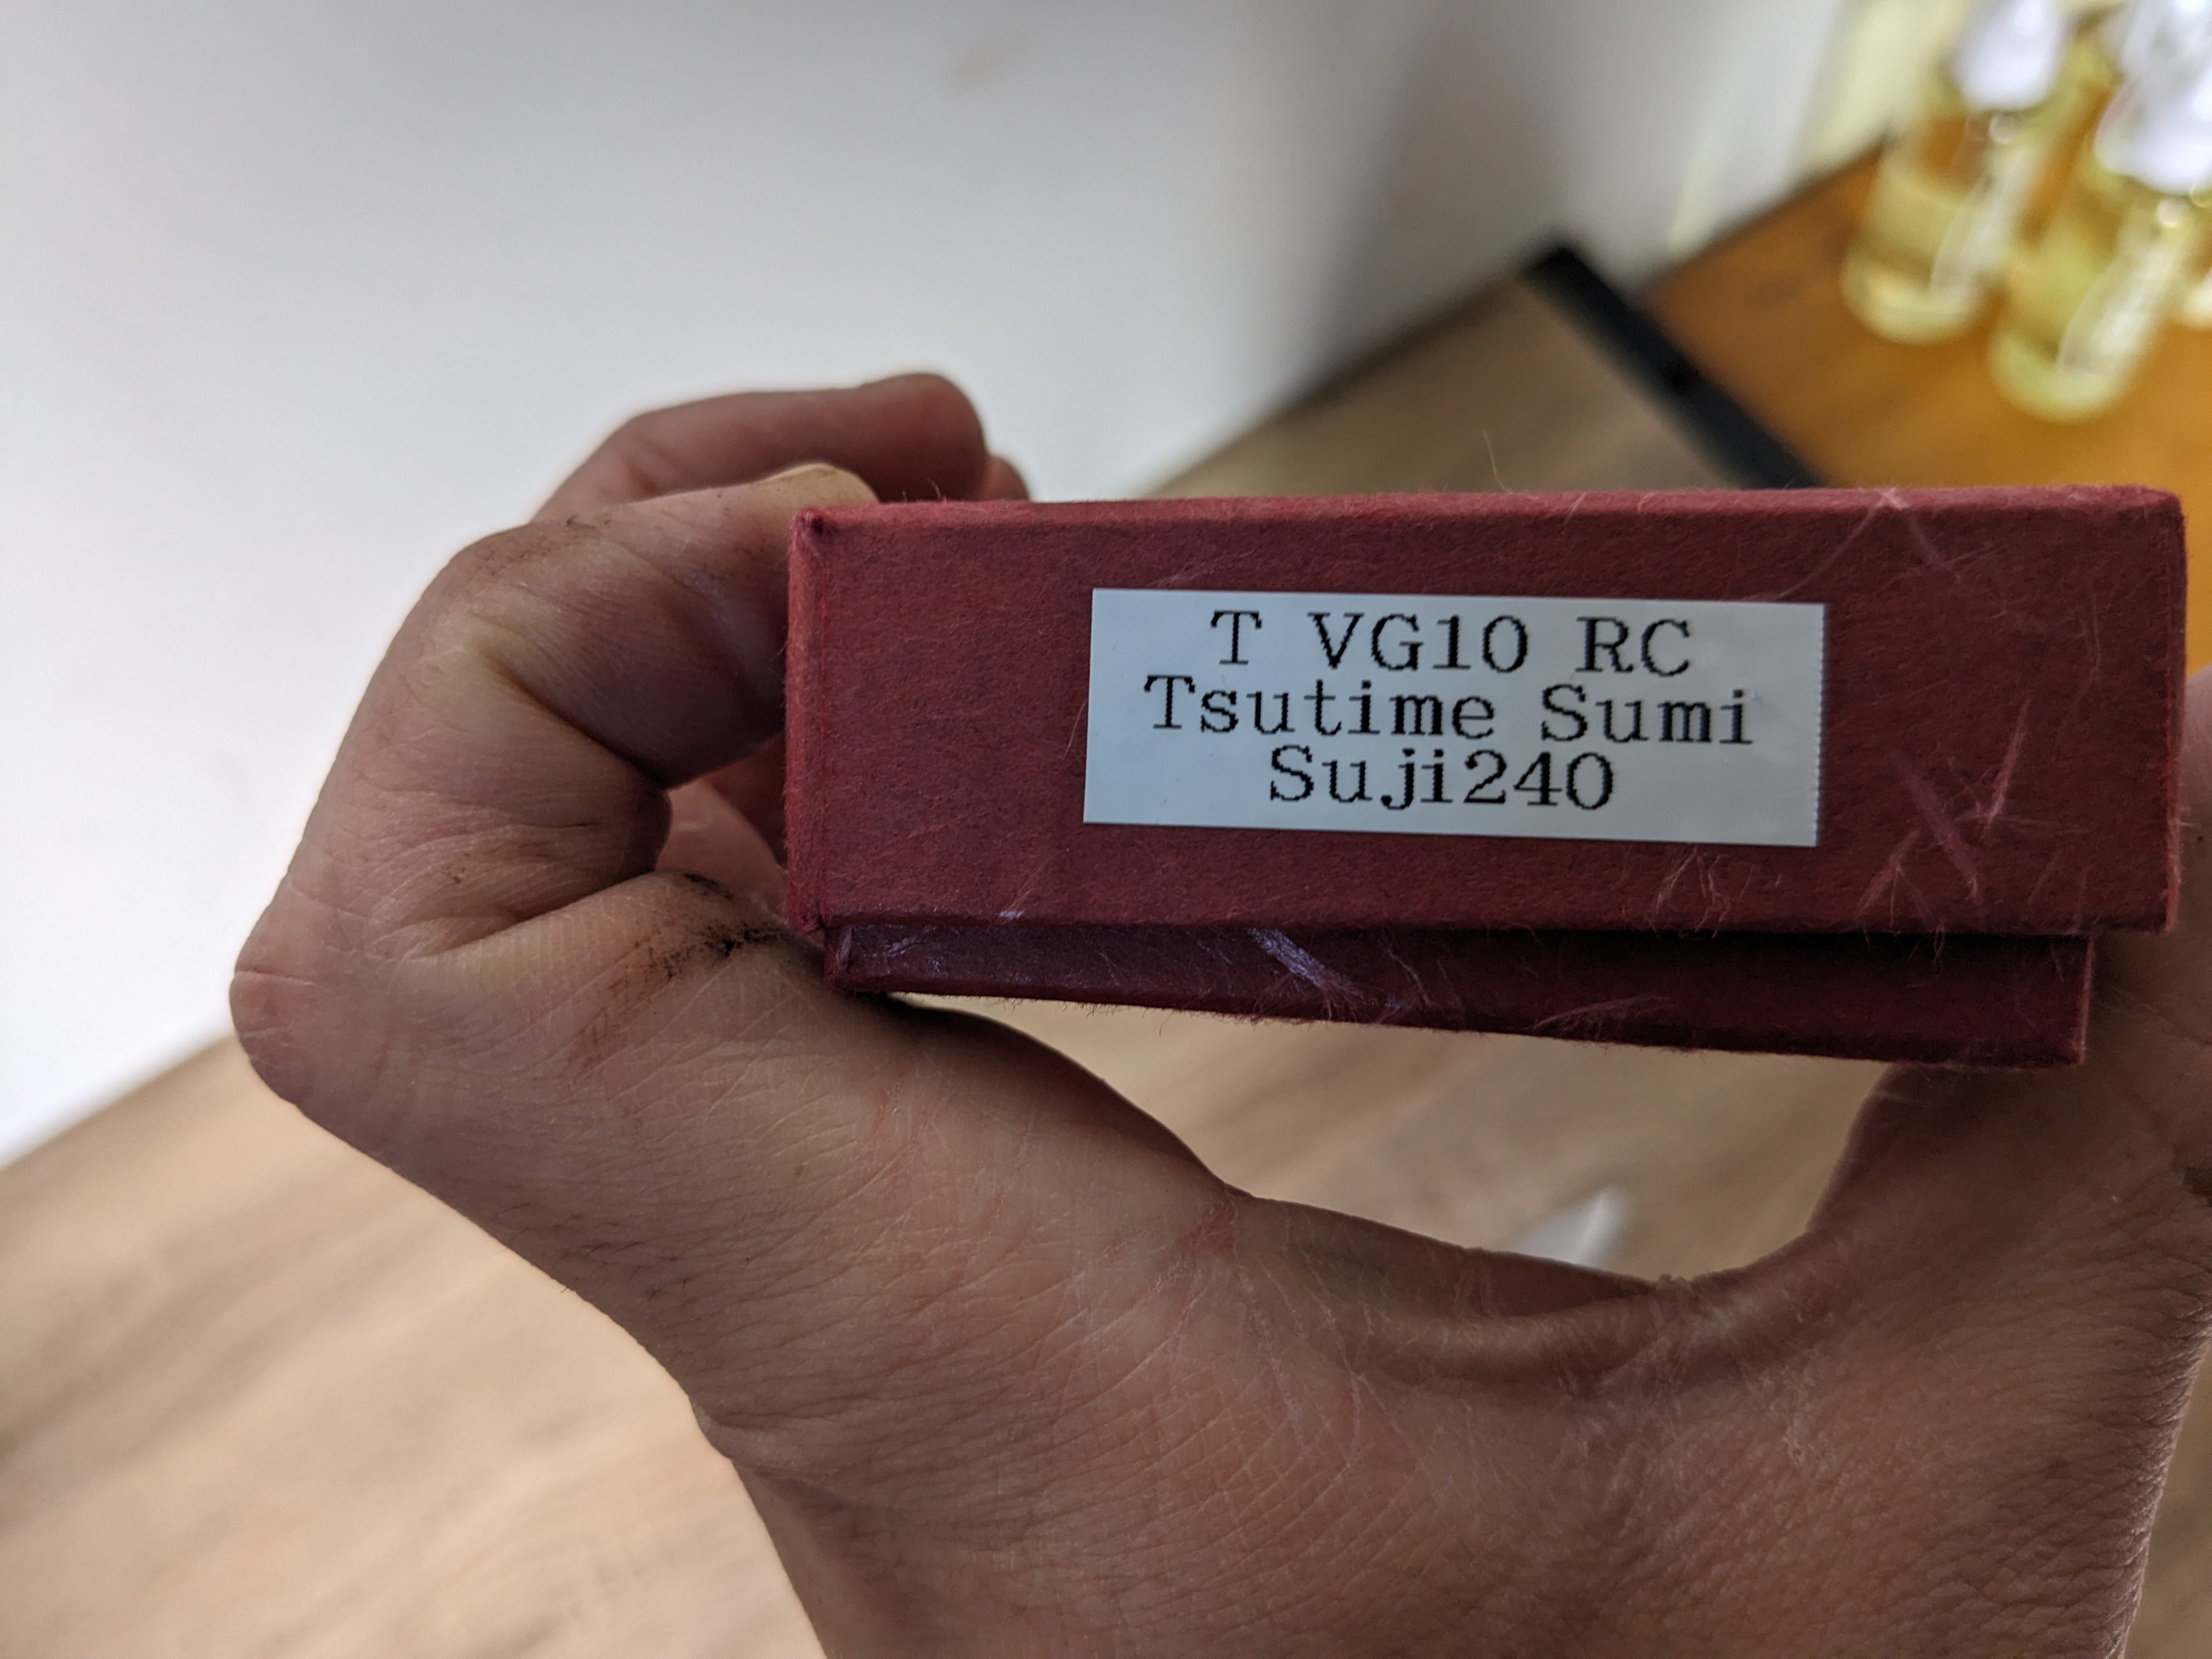 T VG10 RC
Tsutime Sumi
Suji240